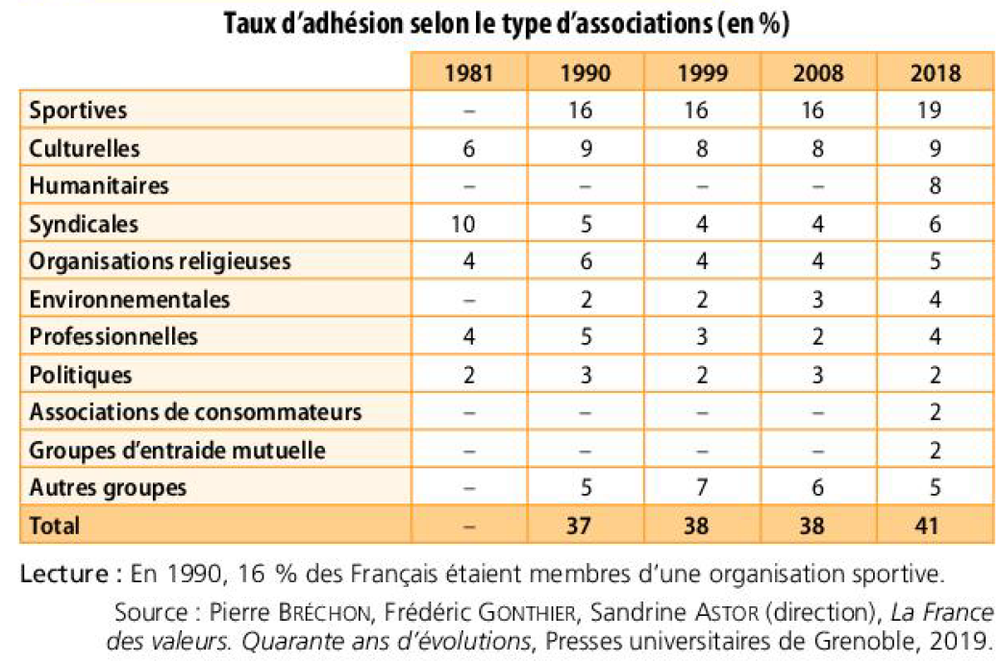 Taux d’adhésion selon le type d’associations (en %)
1981 1990 1999 2008 2018
Sportives – 16 16 16 19
Culturelles 6 9 8 8 9
Humanitaires – – – – 8
Syndicales 10 5 4 4 6
Organisations religieuses 4 6 4 4 5
Environnementales – 2 2 3 4
Professionnelles 4 5 3 2 4
Politiques 2 3 2 3 2
Associations de consommateurs – – – – 2
Groupes d’entraide mutuelle – – – – 2
Autres groupes – 5 7 6 5
Total – 37 38 38 41
Lecture : En 1990, 16 % des Français étaient membres d’une organisation sportive.
Source : Pierre BRÉCHON, Frédéric GONTHIER, Sandrine ASTOR (direction), La France
des valeurs. Quarante ans d’évolutions, Presses universitaires de Grenoble, 2019.